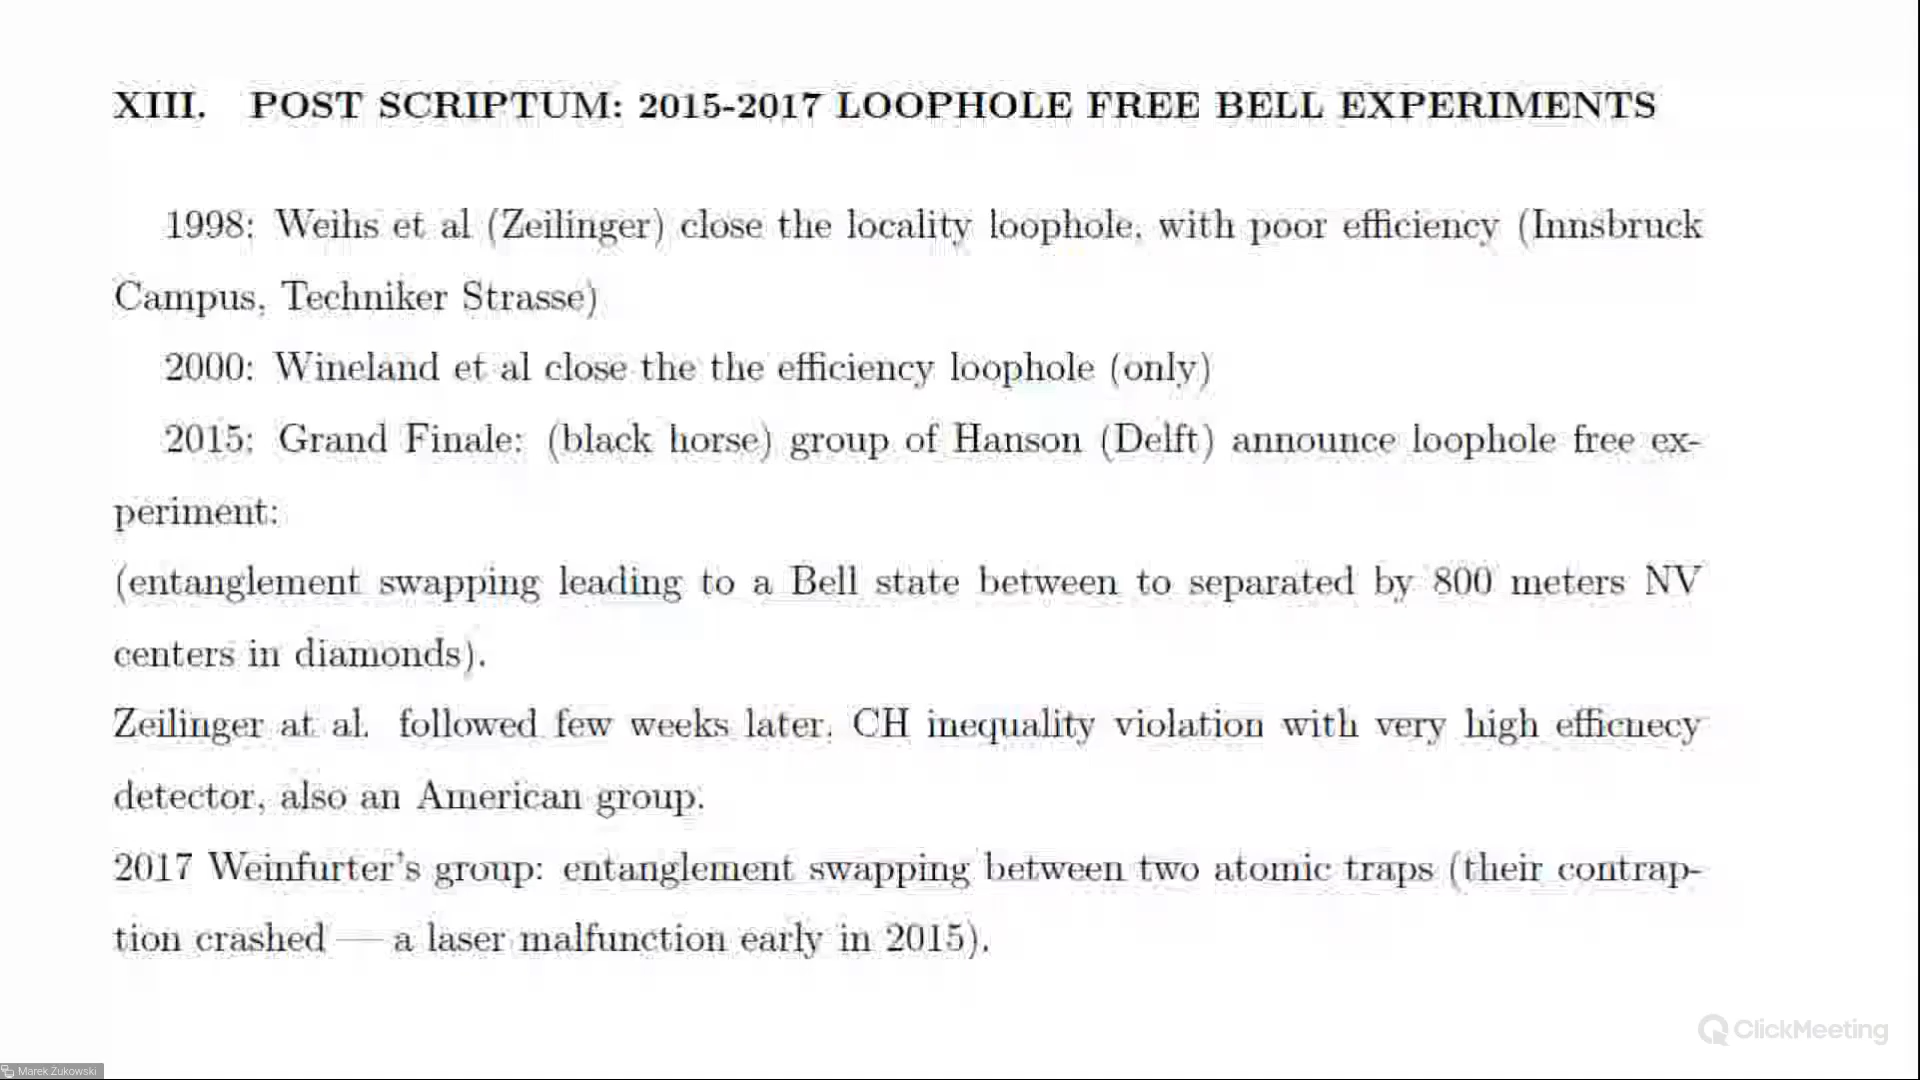 XIII. POST SCRIPTUM: 2015-2017 LOOPHOLE FREE BELL EXPERIMENTS
1998: Weihs et al (Zeilinger) close the locality loophole, with poor efficiency (Innsbruck
Campus, Techniker Strasse)
2000: Wineland et al close the the efficiency loophole (only)
2015: Grand Finale: (black horse) group of Hanson (Delft) announce loophole free ex-
periment:
(entanglement swapping leading to a Bell state between to separated by 800 meters NV
centers in diamonds).
Zeilinger at al. followed few weeks later, CH inequality violation with very high efficnecy
detector, also an American group.
2017 Weinfurter's group: entanglement swapping between two atomic traps (their contrap-
tion crashed — a laser malfunction early in 2015).
ClickMeeting
Marek Zukowski